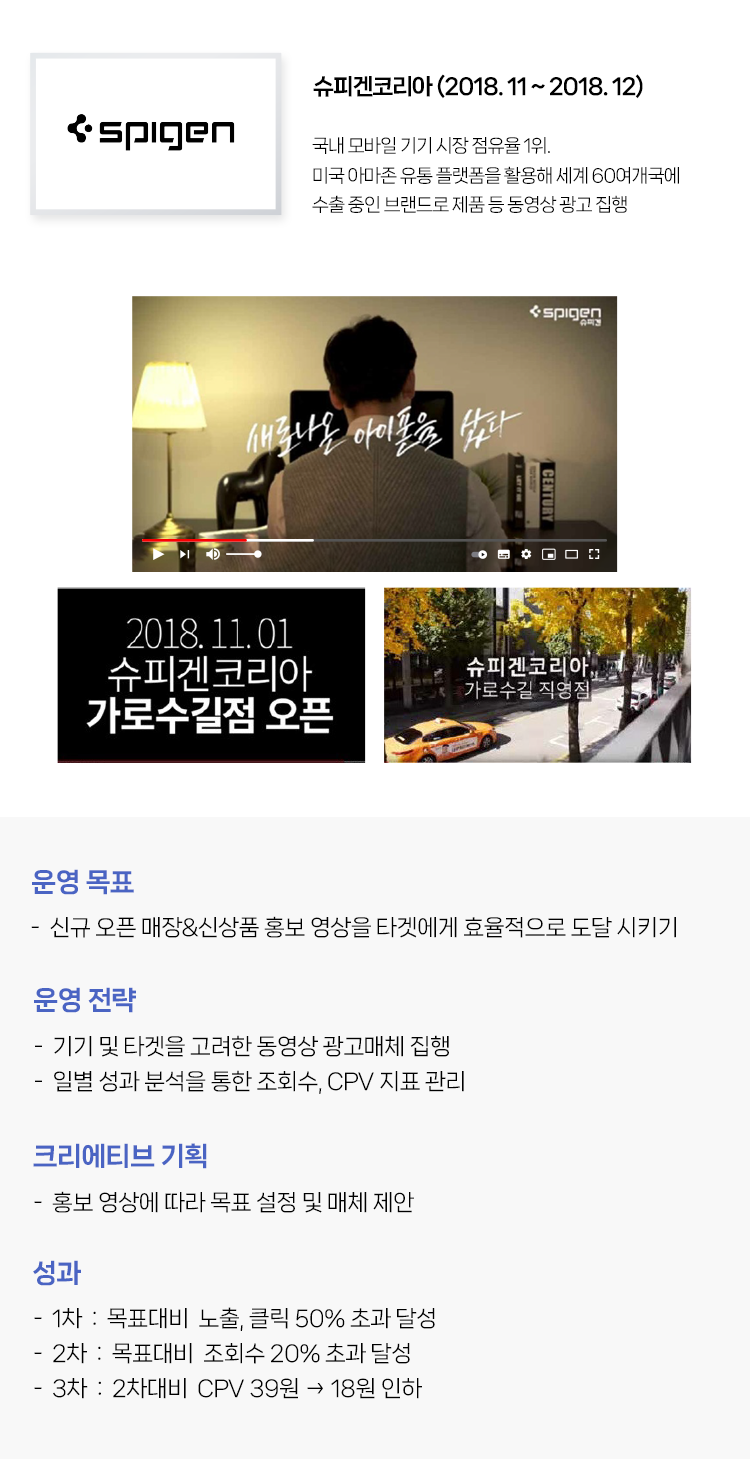 spigen
슈피겐코리아 (2018. 11 ~ 2018. 12)
국내 모바일 기기 시장 점유율 1위.
미국 아마존 유통 플랫폼을 활용해 세계 60여개국에
수출 중인 브랜드로 제품 등 동영상 광고 집행
spigen
슈피겐
새로나온 아이폰을 샀다
CENTURY
2018. 11. 01
슈피겐코리아
가로수길점 오픈
슈피겐코리아
가로수길 직영점
운영 목표
- 신규 오픈 매장&신상품 홍보 영상을 타겟에게 효율적으로 도달 시키기
운영 전략
- 기기 및 타겟을 고려한 동영상 광고매체 집행
- 일별 성과 분석을 통한 조회수, CPV 지표 관리
크리에티브 기획
- 홍보 영상에 따라 목표 설정 및 매체 제안
성과
- 1차 : 목표대비 노출, 클릭 50% 초과 달성
- 2차 : 목표대비 조회수 20% 초과 달성
- 3차 : 2차대비 CPV 39원 → 18원 인하